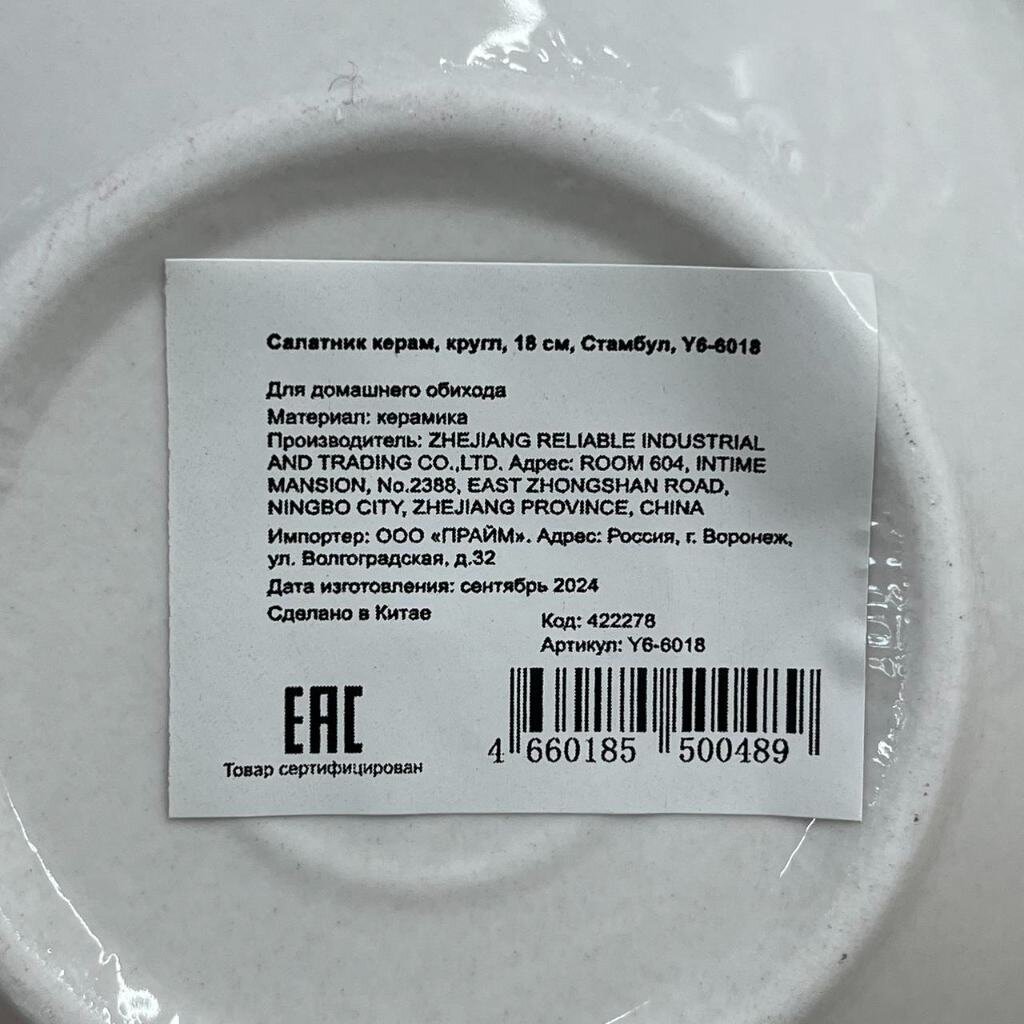 Салатник керам, кругл, 18 см, Стамбул, Y6-6018
Для домашнего обихода
Материал: керамика
Производитель: ZHEJIANG RELIABLE INDUSTRIAL
AND TRADING CO.,LTD. Адрес: ROOM 604, INTIME
MANSION, No.2388, EAST ZHONGSHAN ROAD,
NINGBO CITY, ZHEJIANG PROVINCE, CHINA
Импортер: ООО «ПРАЙМ». Адрес: Россия, г. Воронеж,
ул. Волгоградская, д.32
Дата изготовления: сентябрь 2024
Сделано в Китае
Код: 422278
Артикул: Y6-6018
EAC
Товар сертифицирован
4 660185 500489